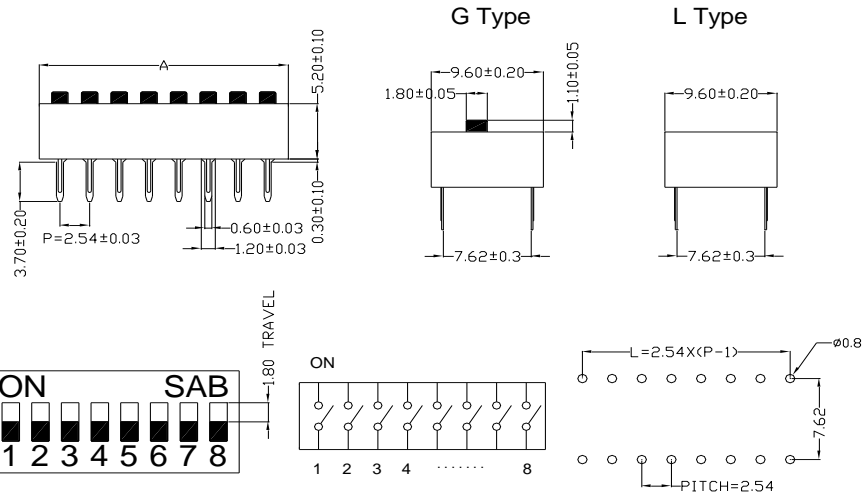 G Type
L Type
A
5.20±0.10
0.30±0.10
3.70±0.20
P=2.54±0.03
0.60±0.03
1.20±0.03
9.60±0.20
1.80±0.05
1.10±0.05
7.62±0.3
9.60±0.20
7.62±0.3
ON SAB
1 2 3 4 5 6 7 8
1.80 TRAVEL
ON
1 2 3 4 ······· 8
L=2.54X(P-1)
ø0.8
7.62
PITCH=2.54